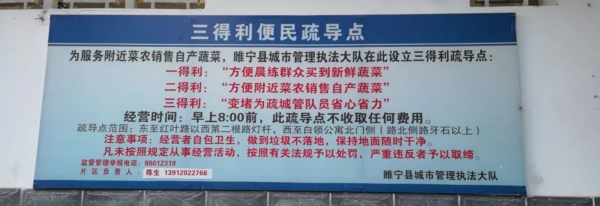 三得利便民疏导点
为服务附近菜农销售自产蔬菜，睢宁县城市管理执法大队在此设立三得利疏导点：
一得利：“方便晨练群众买到新鲜蔬菜”
二得利：“方便附近菜农销售自产蔬菜”
三得利：“变堵为疏城管队员省心省力”
经营时间：早上8:00前，此疏导点不收取任何费用。
疏导点范围：东至红叶路以西第二根路灯杆，西至白领公寓北门侧（路北侧路牙石以上）
注意事项：经营者自包卫生，做到垃圾不落地，保持地面随时干净。
凡未按照规定从事经营活动，按照有关法规予以处罚，严重违反者予以取缔。
监督管理举报电话：86012319
片区负责人：陈生 13912022766
睢宁县城市管理执法大队